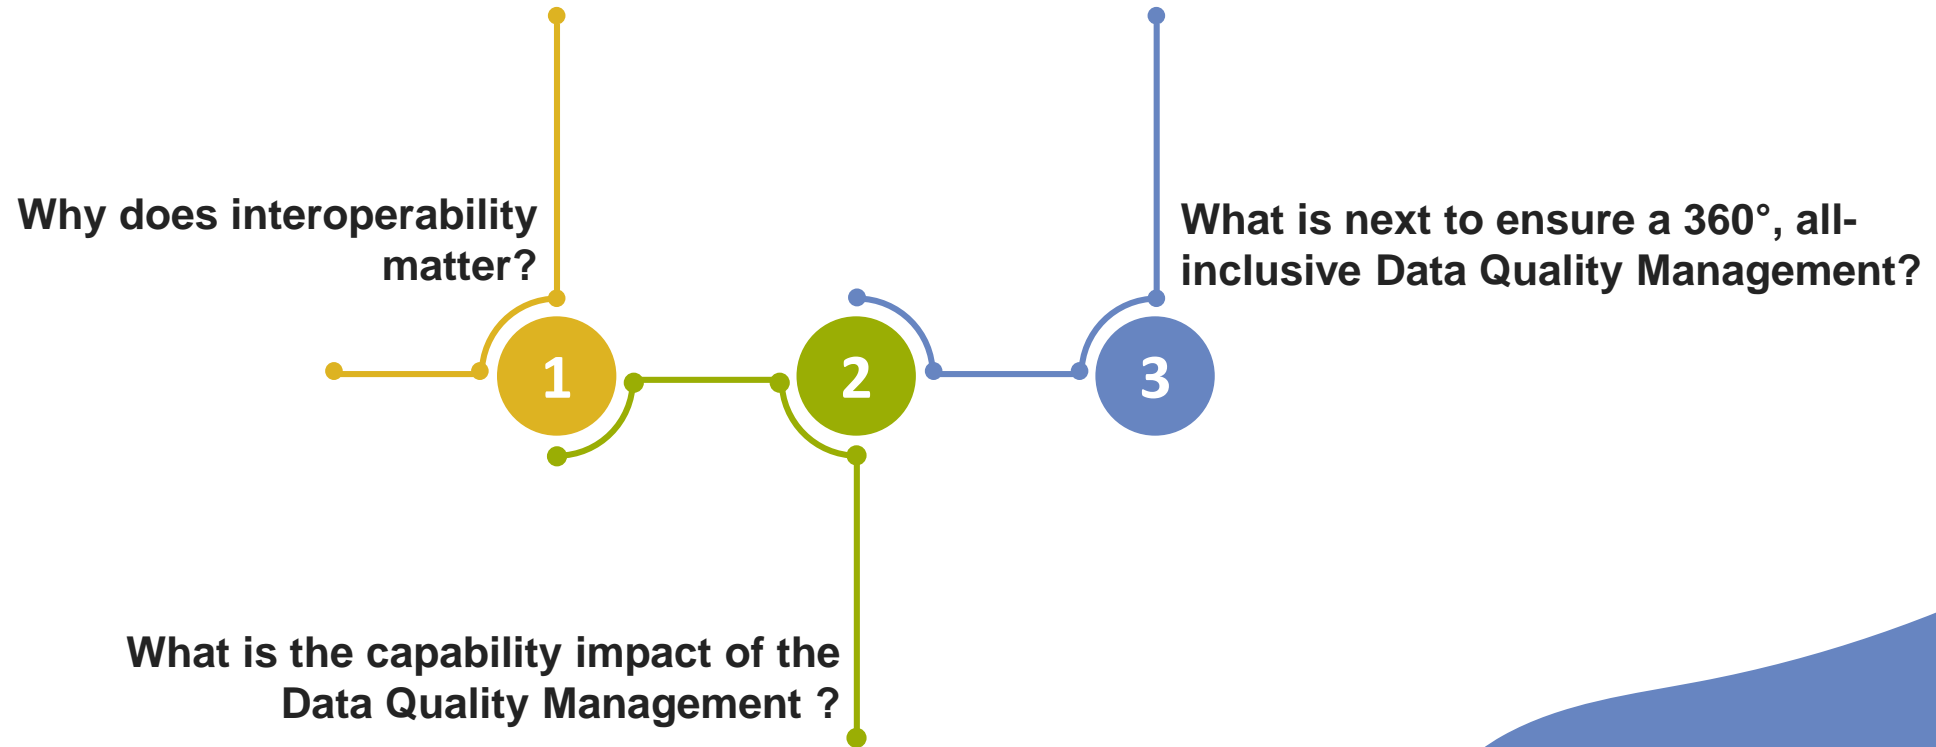 Why does interoperability
matter?
1
What is the capability impact of the
Data Quality Management ?
2
What is next to ensure a 360°, all-
inclusive Data Quality Management?
3